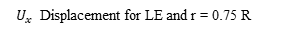 Uₓ Displacement for LE and r = 0.75 R